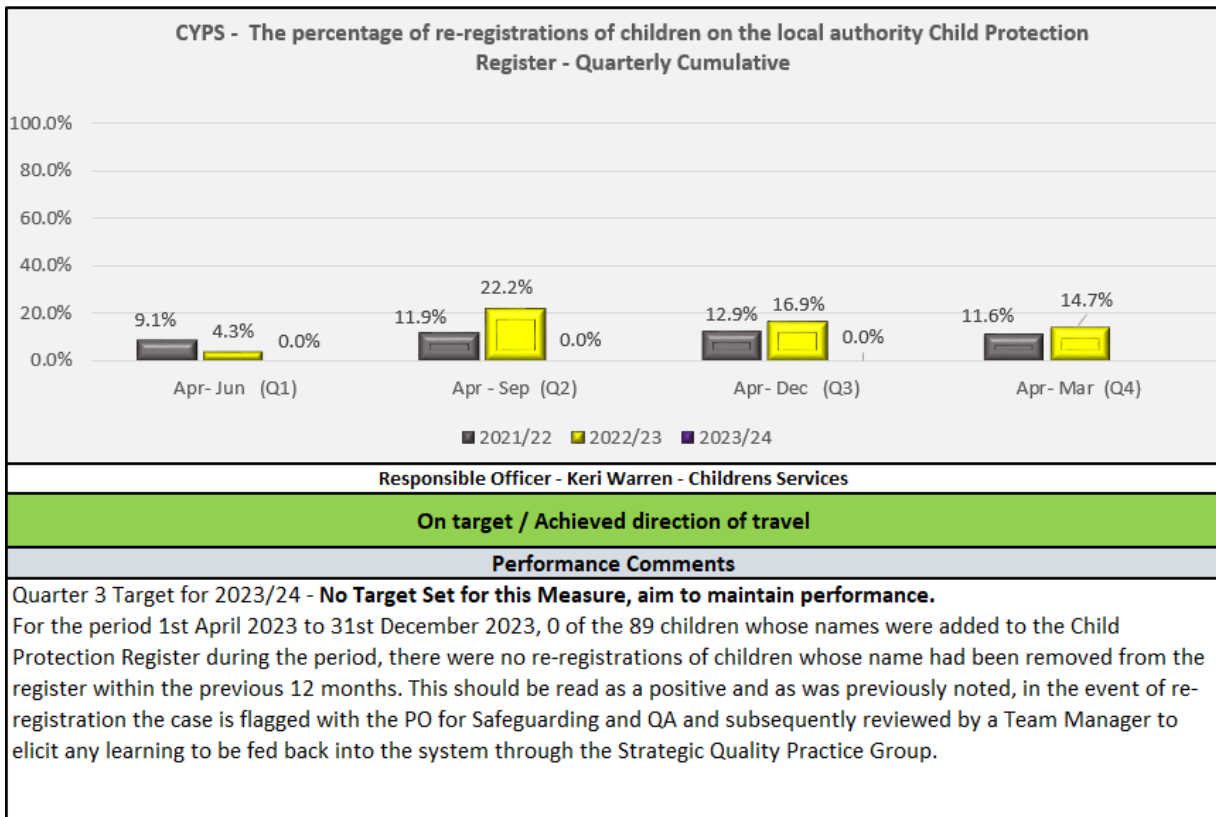 CYPS -  The percentage of re-registrations of children on the local authority Child Protection
Register - Quarterly Cumulative
100.0%
80.0%
60.0%
40.0%
20.0%
0.0%
9.1%
4.3%
0.0%
11.9%
22.2%
0.0%
12.9%
16.9%
0.0%
11.6%
14.7%
Apr- Jun  (Q1)
Apr - Sep  (Q2)
Apr- Dec  (Q3)
Apr- Mar  (Q4)
2021/22  2022/23  2023/24
Responsible Officer - Keri Warren - Childrens Services
On target / Achieved direction of travel
Performance Comments
Quarter 3 Target for 2023/24 - No Target Set for this Measure, aim to maintain performance.
For the period 1st April 2023 to 31st December 2023, 0 of the 89 children whose names were added to the Child
Protection Register during the period, there were no re-registrations of children whose name had been removed from the
register within the previous 12 months. This should be read as a positive and as was previously noted, in the event of re-
registration the case is flagged with the PO for Safeguarding and QA and subsequently reviewed by a Team Manager to
elicit any learning to be fed back into the system through the Strategic Quality Practice Group.